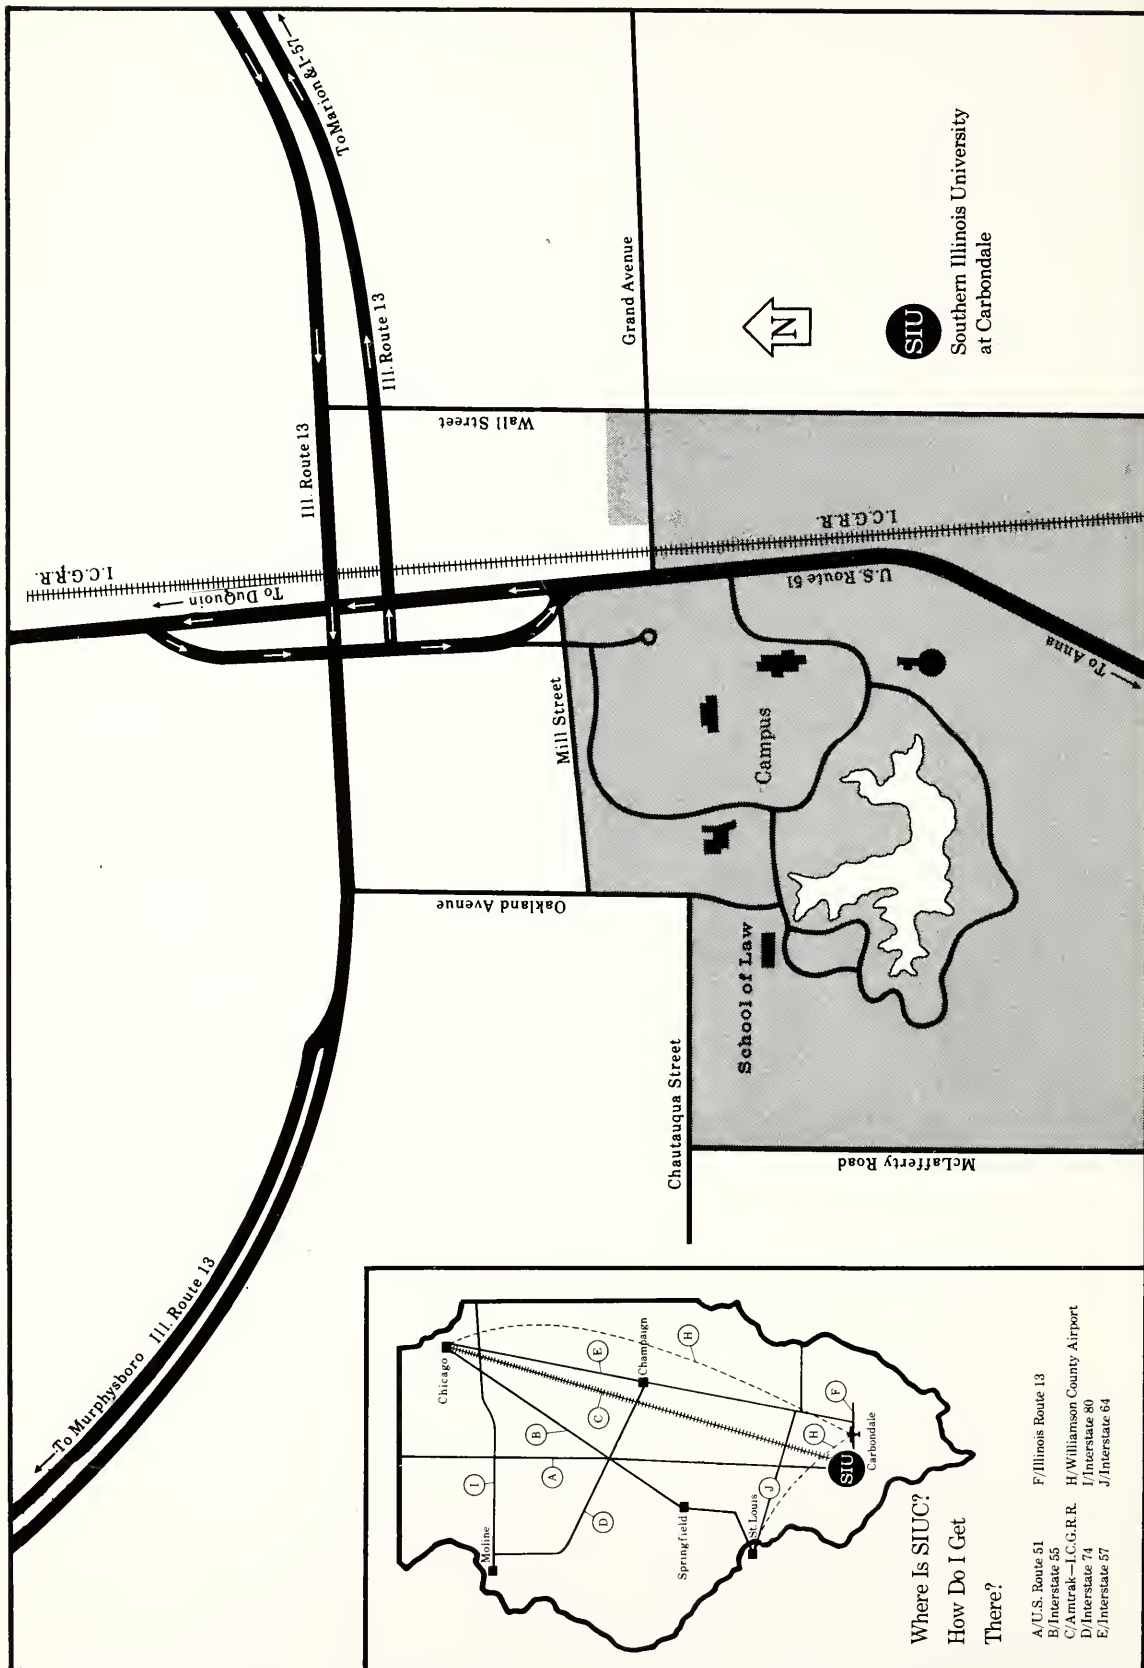 To Marion & I-57
Ill. Route 13
Ill. Route 13
Grand Avenue
Wall Street
N
SIU
Southern Illinois University
at Carbondale
I.C.G.R.R.
To DuQuoin
I.C.G.R.R.
U.S. Route 51
To Anna
Mill Street
Campus
Oakland Avenue
School of Law
Chautauqua Street
McLafferty Road
To Murphysboro
Ill. Route 13
Chicago
Champaign
Moline
Springfield
St. Louis
Carbondale
SIU
A
B
C
D
E
F
H
H
I
J
Where Is SIUC?
How Do I Get
There?
A/U.S. Route 51
B/Interstate 55
C/Amtrak—I.C.G.R.R.
D/Interstate 74
E/Interstate 57
F/Illinois Route 13
H/Williamson County Airport
I/Interstate 80
J/Interstate 64